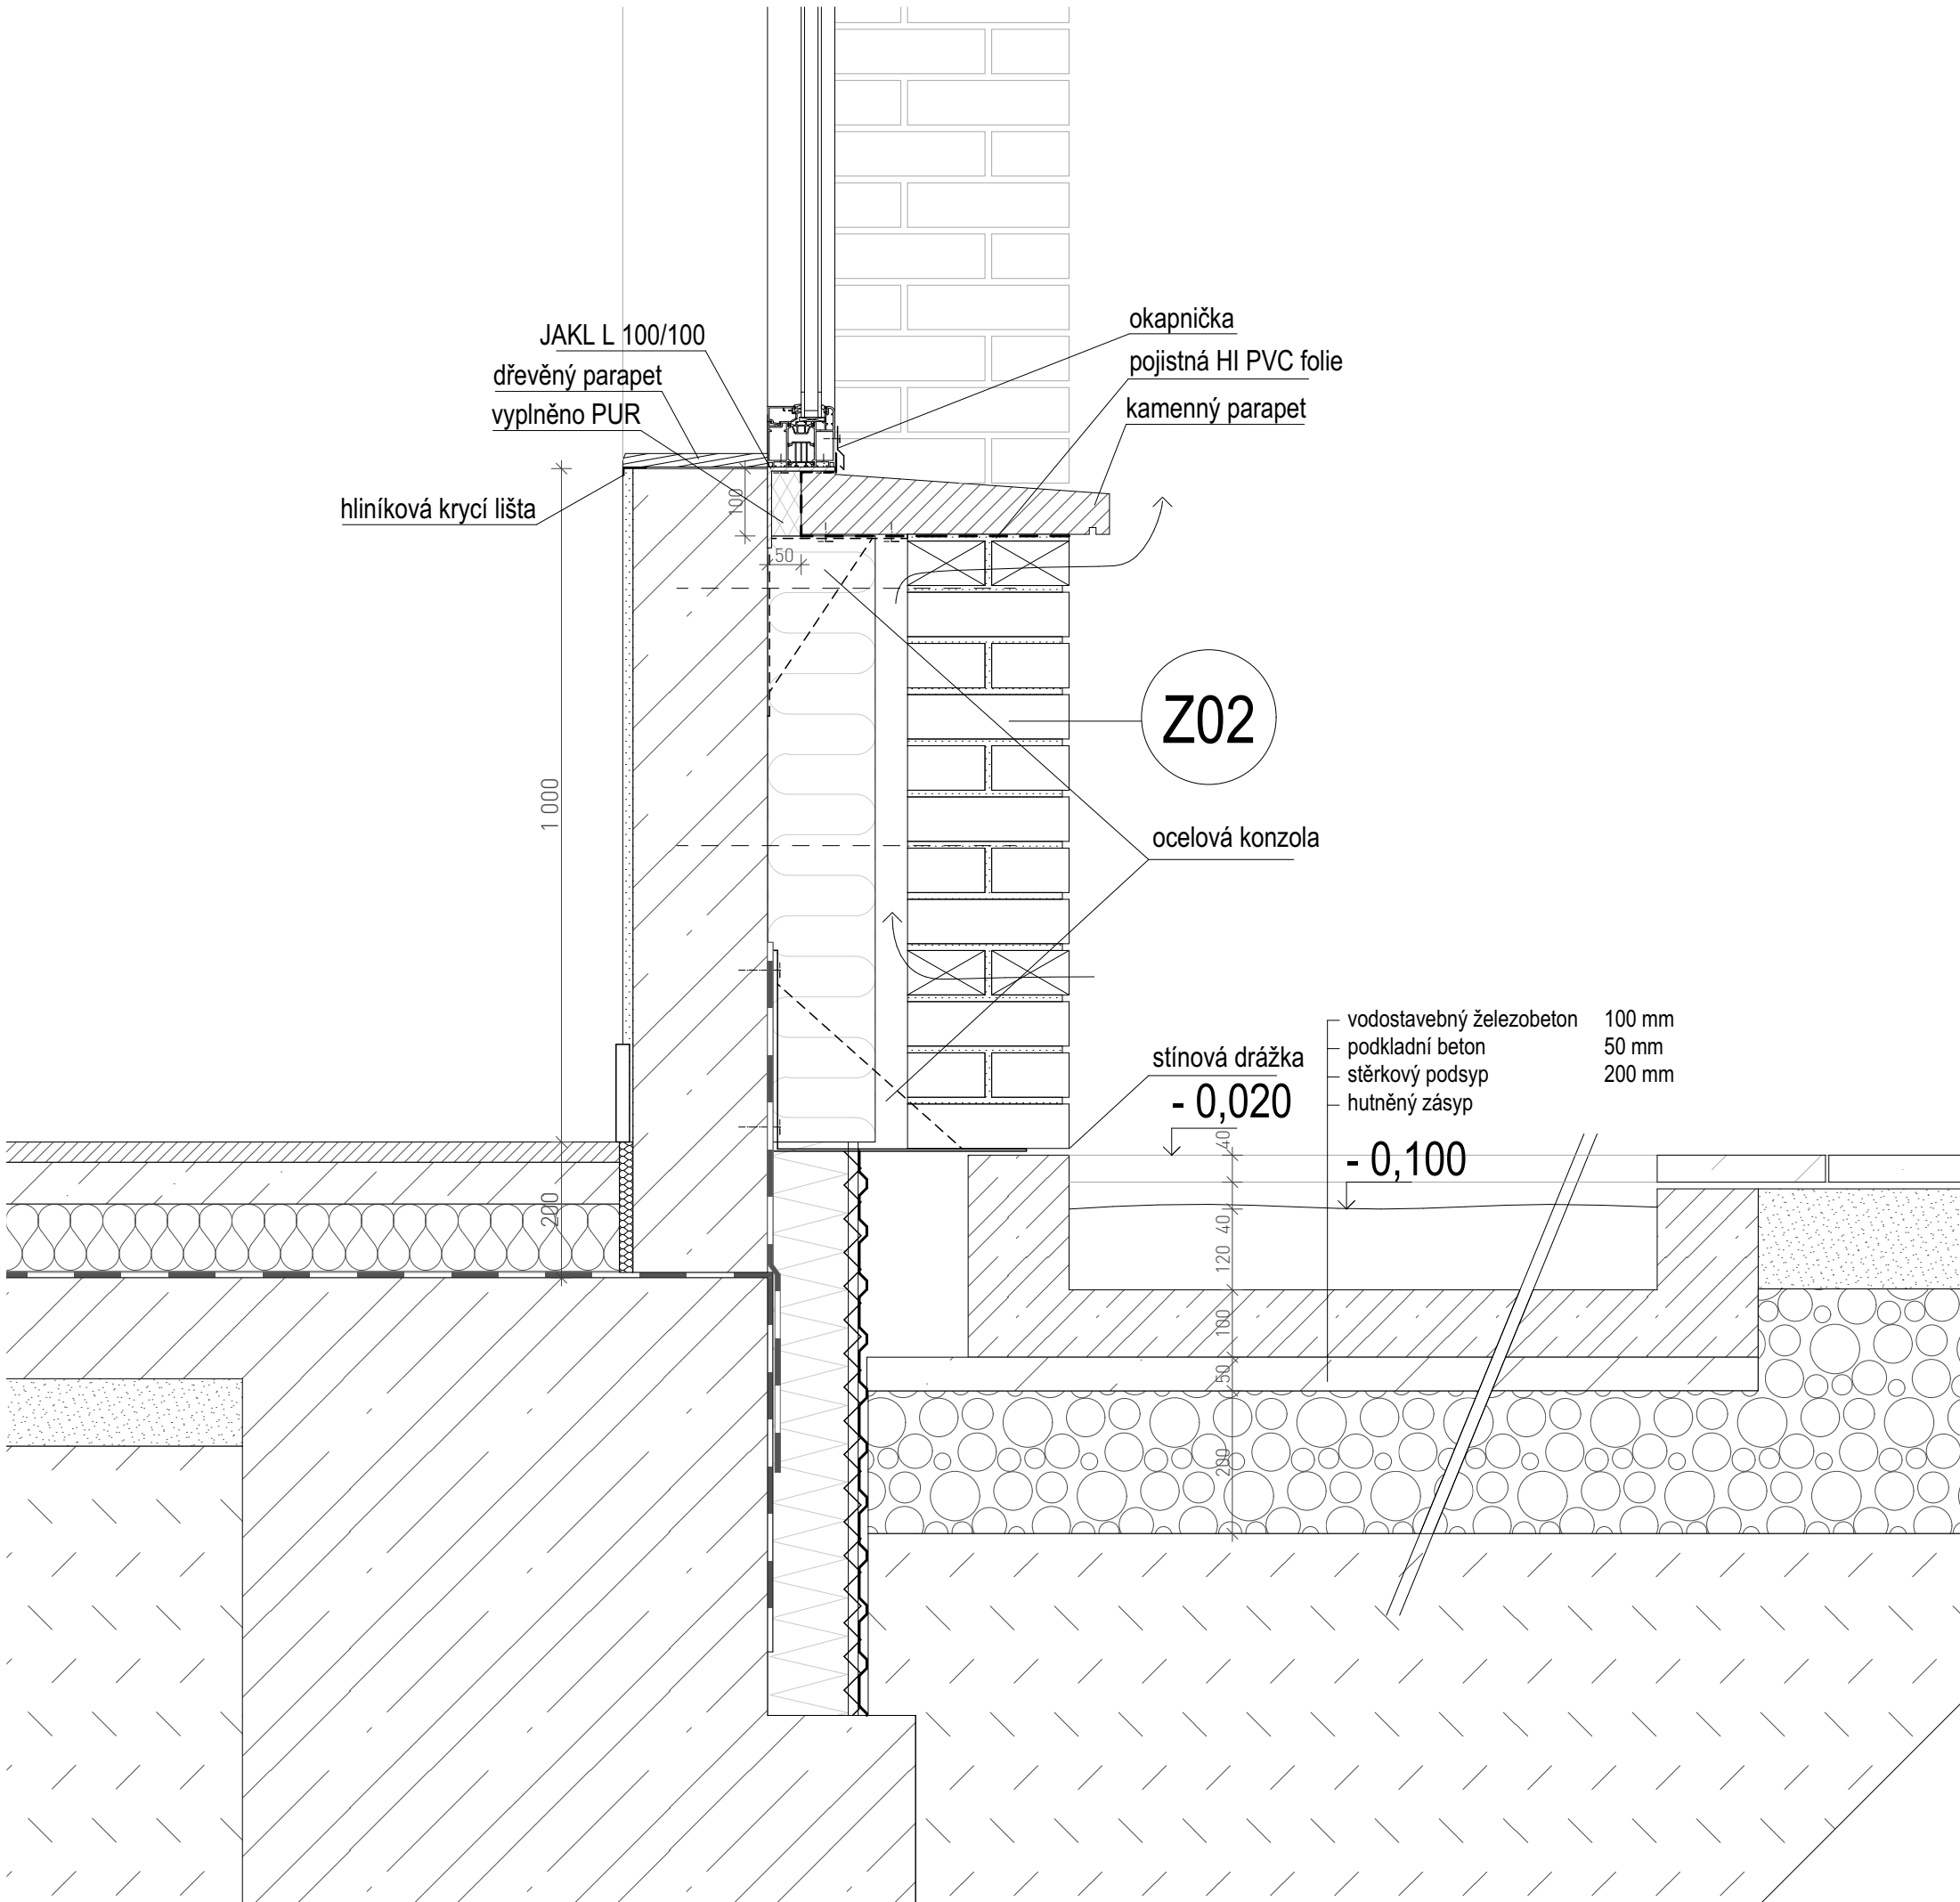 okapnička
JAKL L 100/100
pojistná HI PVC folie
dřevěný parapet
kamenný parapet
vyplněno PUR
hliníková krycí lišta
100
50
Z02
1 000
ocelová konzola
vodostavebný železobeton 100 mm
podkladní beton 50 mm
stěrkový podsyp 200 mm
hutněný zásyp
stínová drážka
- 0,020
- 0,100
40
200
40
120
100
50
200